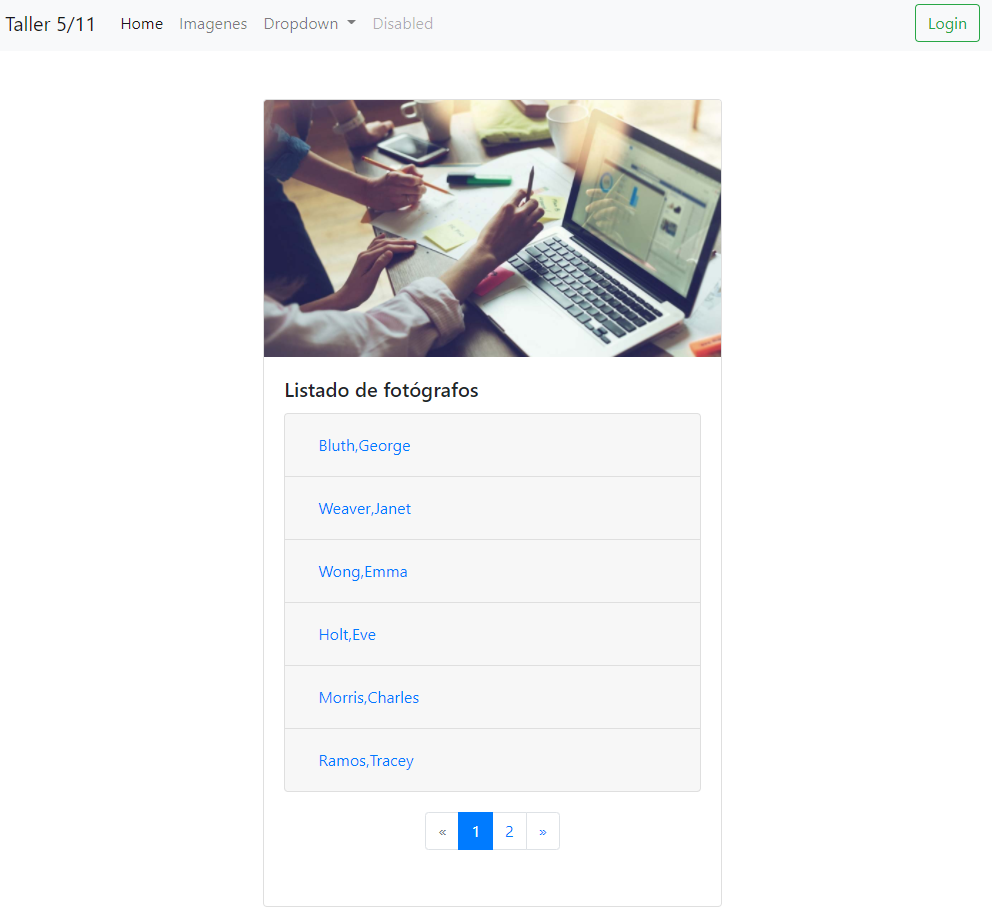 Taller 5/11 Home Imagenes Dropdown Disabled Login
Listado de fotógrafos
Bluth,George
Weaver,Janet
Wong,Emma
Holt,Eve
Morris,Charles
Ramos,Tracey
« 1 2 »